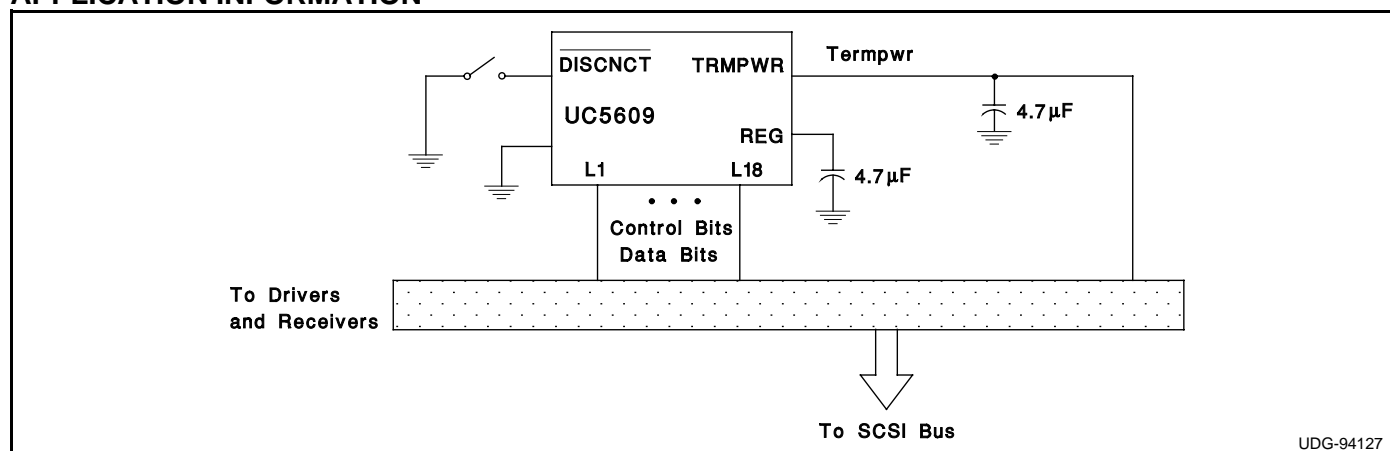 APPLICATION INFORMATION
DISCNCT TRMPWR
Termpwr
UC5609
4.7µF
REG
L1 L18
4.7µF
• • •
Control Bits
Data Bits
To Drivers
and Receivers
To SCSI Bus
UDG-94127